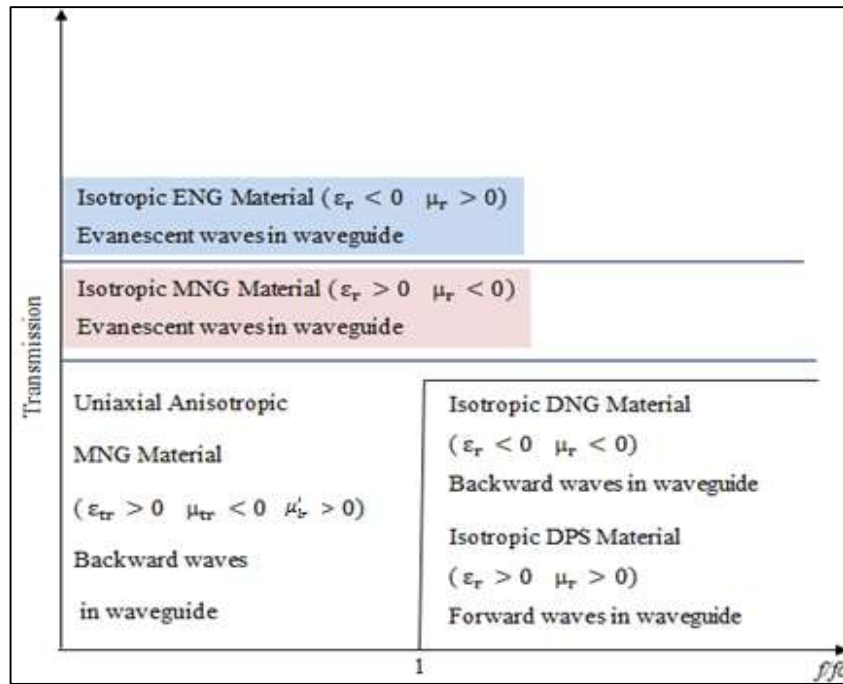 Isotropic ENG Material (εr < 0 μr > 0)
Evanescent waves in waveguide
Isotropic MNG Material (εr > 0 μr < 0)
Evanescent waves in waveguide
Transmission
Uniaxial Anisotropic
MNG Material
(εtr > 0 μtr < 0 μ'lr > 0)
Backward waves
in waveguide
Isotropic DNG Material
(εr < 0 μr < 0)
Backward waves in waveguide
Isotropic DPS Material
(εr > 0 μr > 0)
Forward waves in waveguide
1